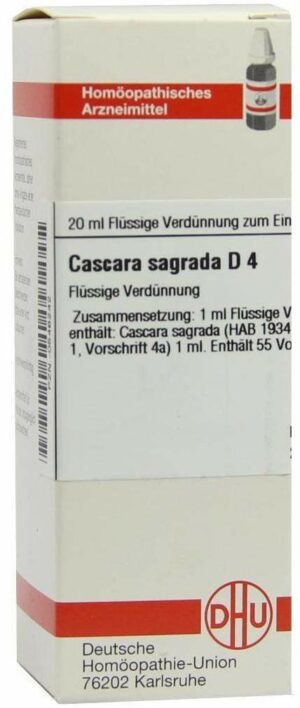 Homöopathisches
Arzneimittel
20 ml Flüssige Verdünnung zum Ein
Cascara sagrada D 4
Flüssige Verdünnung
Zusammensetzung: 1 ml Flüssige V
enthält: Cascara sagrada (HAB 1934
1, Vorschrift 4a) 1 ml. Enthält 55 Vo
DHU
Deutsche
Homöopathie-Union
76202 Karlsruhe